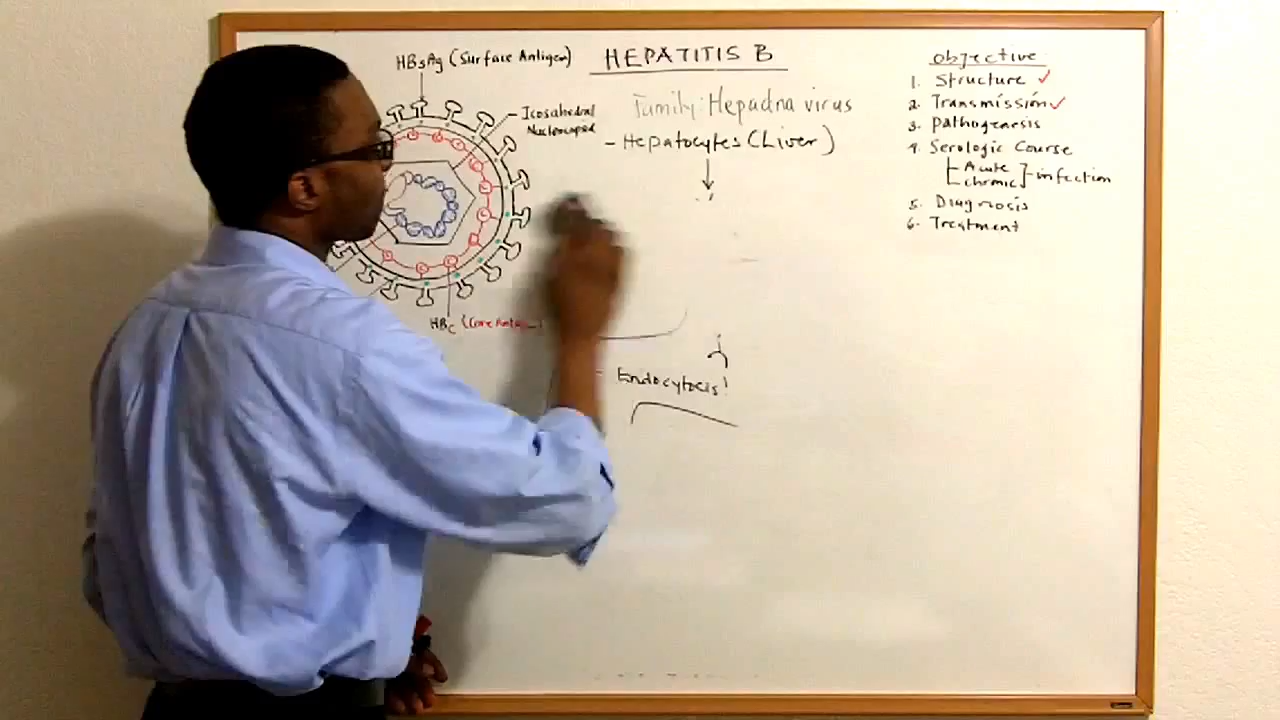 HEPATITIS B
HBsAg (Surface Antigen)
Icosahedral
Nucleocapsid
HBc (Core
Family: Hepadna virus
- Hepatocytes (Liver)
- Endocytosis!
Objective
1. Structure ✓
2. Transmission ✓
3. Pathogenesis
4. Serologic Course
Acute
chronic
infection
5. Diagnosis
6. Treatment